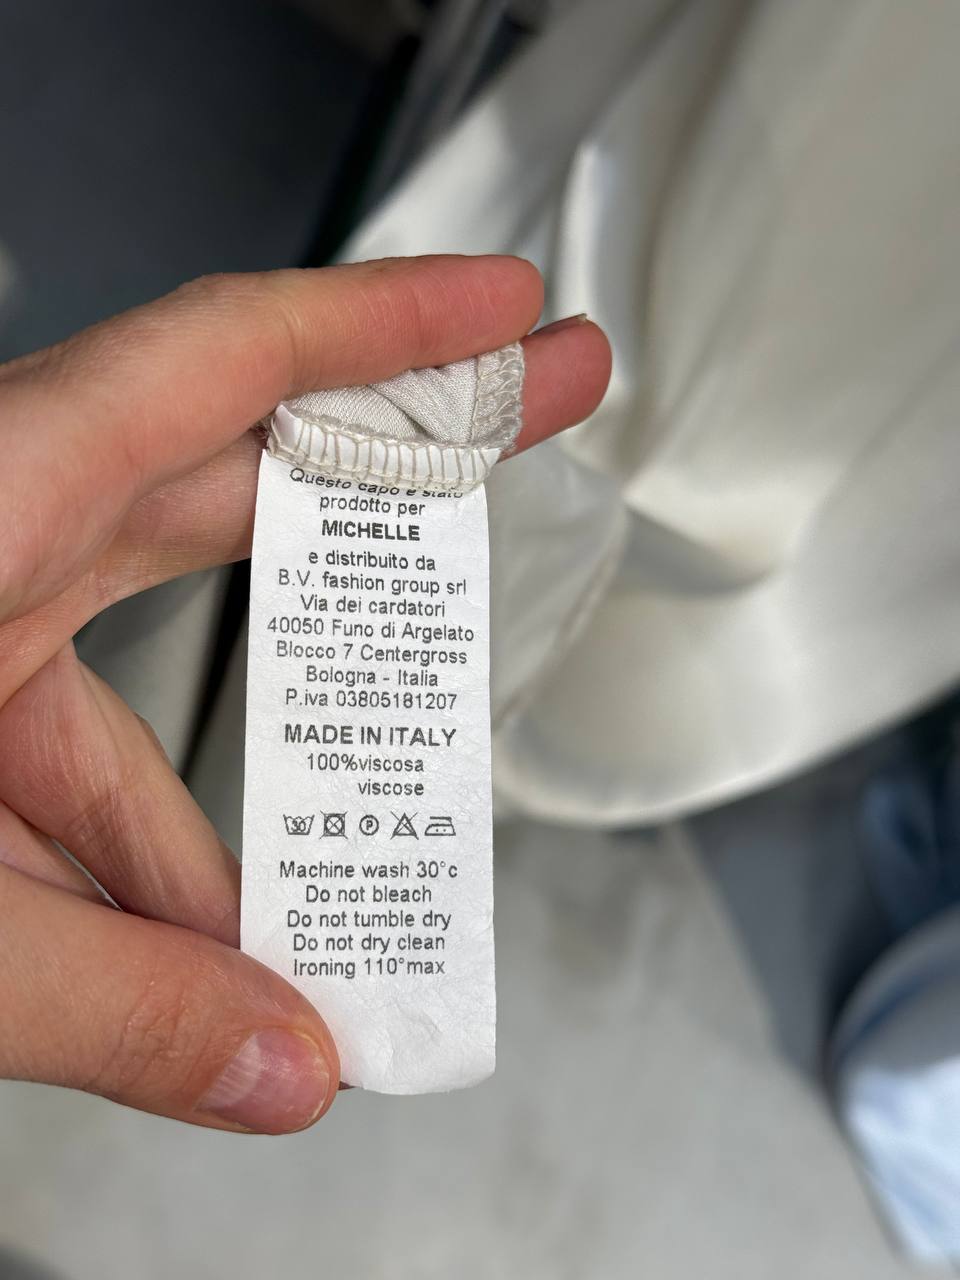 Questo capo è stato
prodotto per
MICHELLE
e distribuito da
B.V. fashion group srl
Via dei cardatori
40050 Funo di Argelato
Blocco 7 Centergross
Bologna - Italia
P.iva 03805181207
MADE IN ITALY
100%viscosa
viscose
30 P
Machine wash 30°c
Do not bleach
Do not tumble dry
Do not dry clean
Ironing 110°max